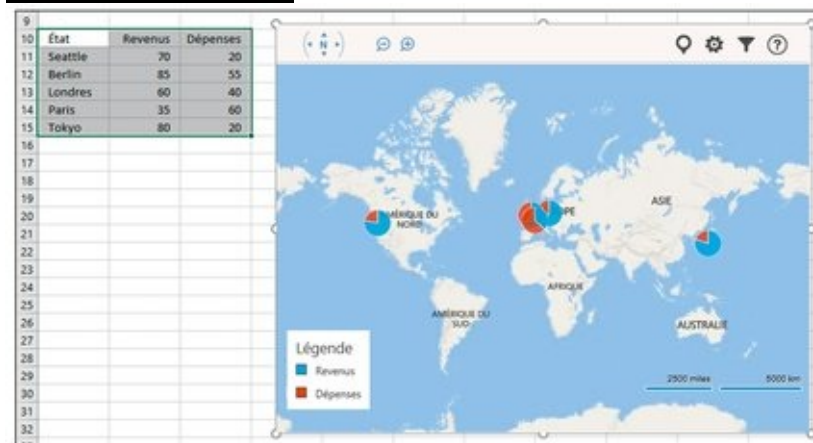 9
10 État Revenus Dépenses
11 Seattle 70 20
12 Berlin 85 55
13 Londres 60 40
14 Paris 35 60
15 Tokyo 80 20
16
17
18
19
20
21
22
23
24
25
26
27
28
29
30
31
32
N
?
ASIE
AMÉRIQUE DU
NORD
AFRIQUE
AMÉRIQUE DU
SUD
AUSTRALIE
Légende
Revenus
Dépenses
2500 miles 5000 km